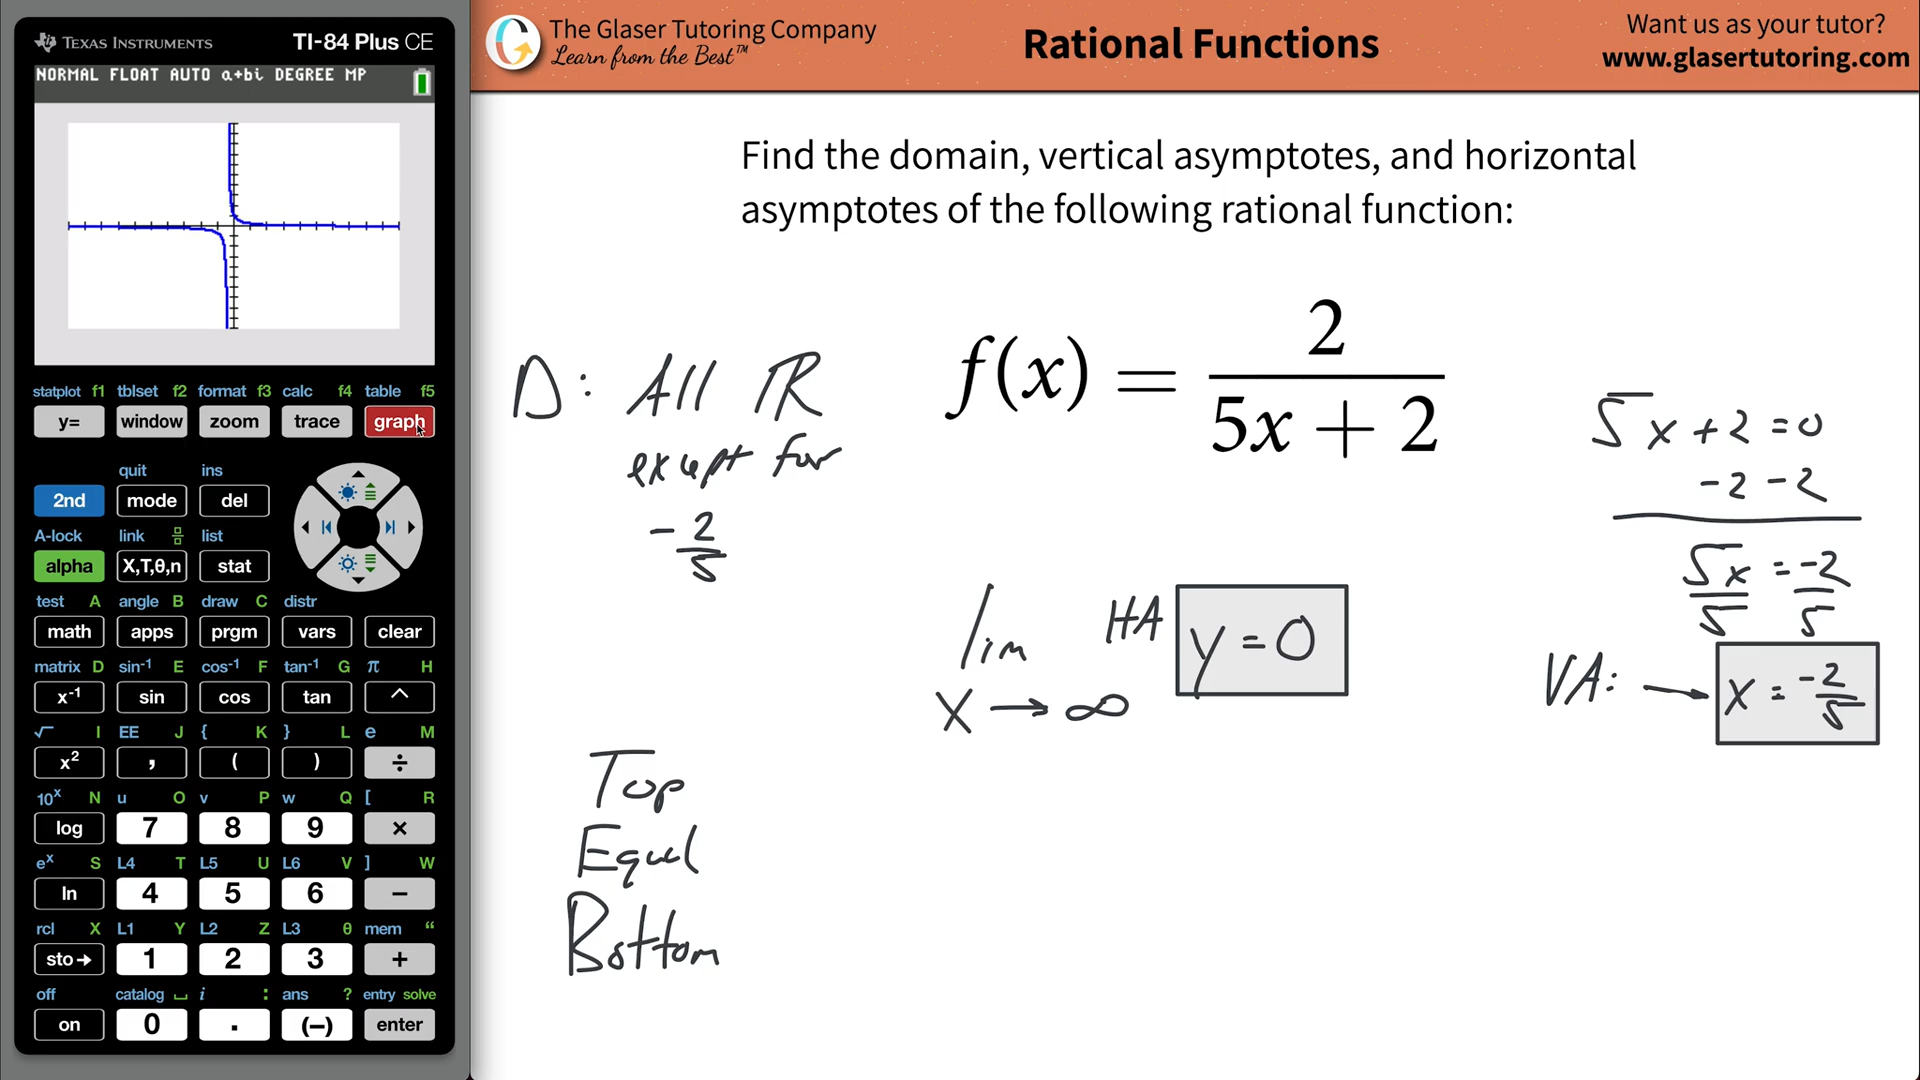 TEXAS INSTRUMENTS TI-84 Plus CE
NORMAL FLOAT AUTO a+bi DEGREE MP
statplot f1 tblset f2 format f3 calc f4 table f5
y= window zoom trace graph
quit ins
2nd mode del
A-lock link list
alpha X,T,θ,n stat
test A angle B draw C distr
math apps prgm vars clear
matrix D sin⁻¹ E cos⁻¹ F tan⁻¹ G π H
x⁻¹ sin cos tan ^
√ I EE J { K } L e M
x² , ( ) ÷
10ˣ N u O v P w Q [ R
log 7 8 9 ×
eˣ S L4 T L5 U L6 V ] W
ln 4 5 6 −
rcl X L1 Y L2 Z L3 θ mem “
sto→ 1 2 3 +
off catalog ⎵ i : ans ? entry solve
on 0 . (−) enter
The Glaser Tutoring Company
Learn from the Best™
Rational Functions
Want us as your tutor?
www.glasertutoring.com
Find the domain, vertical asymptotes, and horizontal
asymptotes of the following rational function:
f(x) = 2/(5x + 2)
D: All ℝ
except for
-2/5
5x + 2 = 0
-2 -2
5x/5 = -2/5
VA: → x = -2/5
lim
x → ∞
HA y = 0
Top
Equal
Bottom